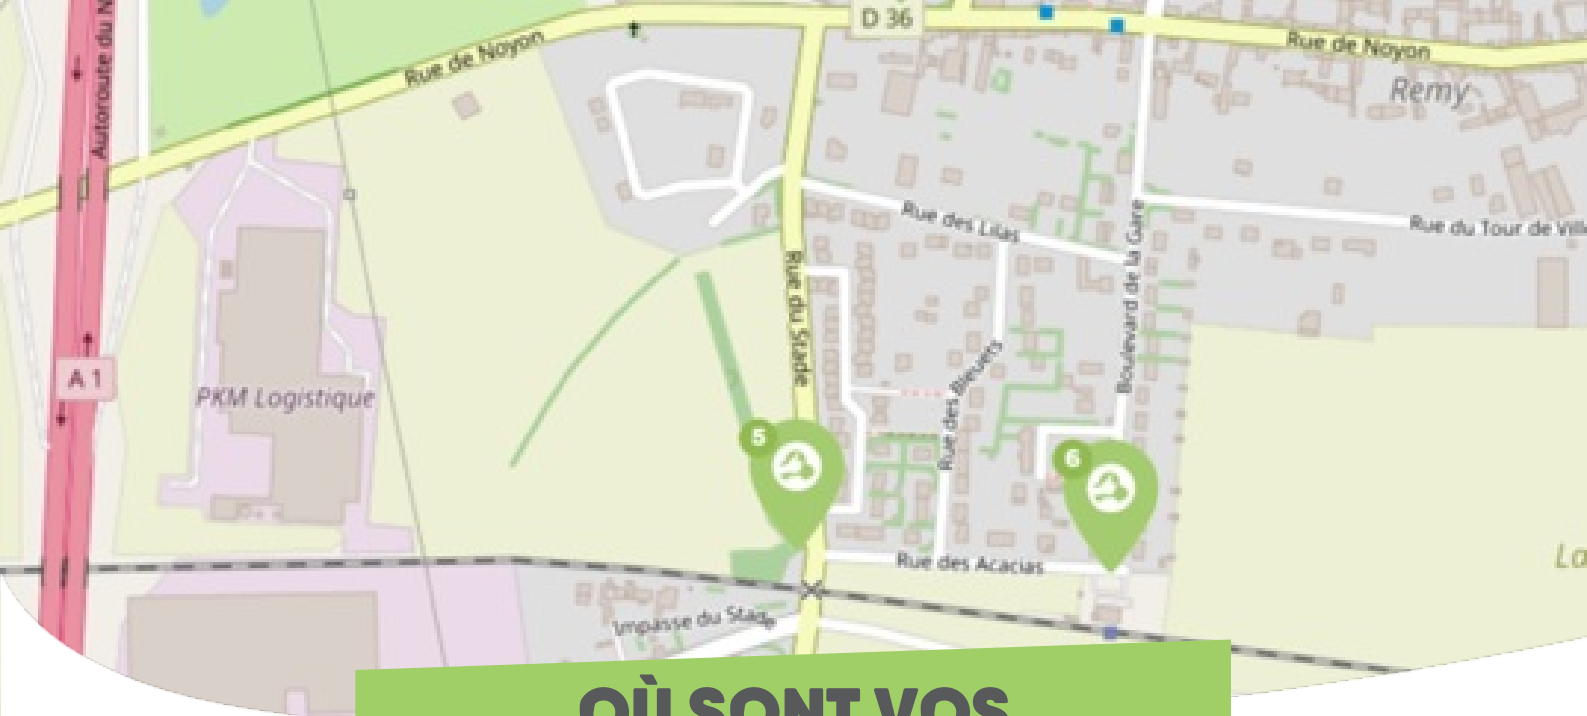 Autoroute du N
D 36
Rue de Noyon
Rue de Noyon
Remy
Rue des Lilas
Boulevard de la Gare
Rue du Tour de Ville
Rue du Stade
A 1
PKM Logistique
Rue des Bleuets
5
6
Rue des Acacias
La
Impasse du Stade
OÙ SONT VOS